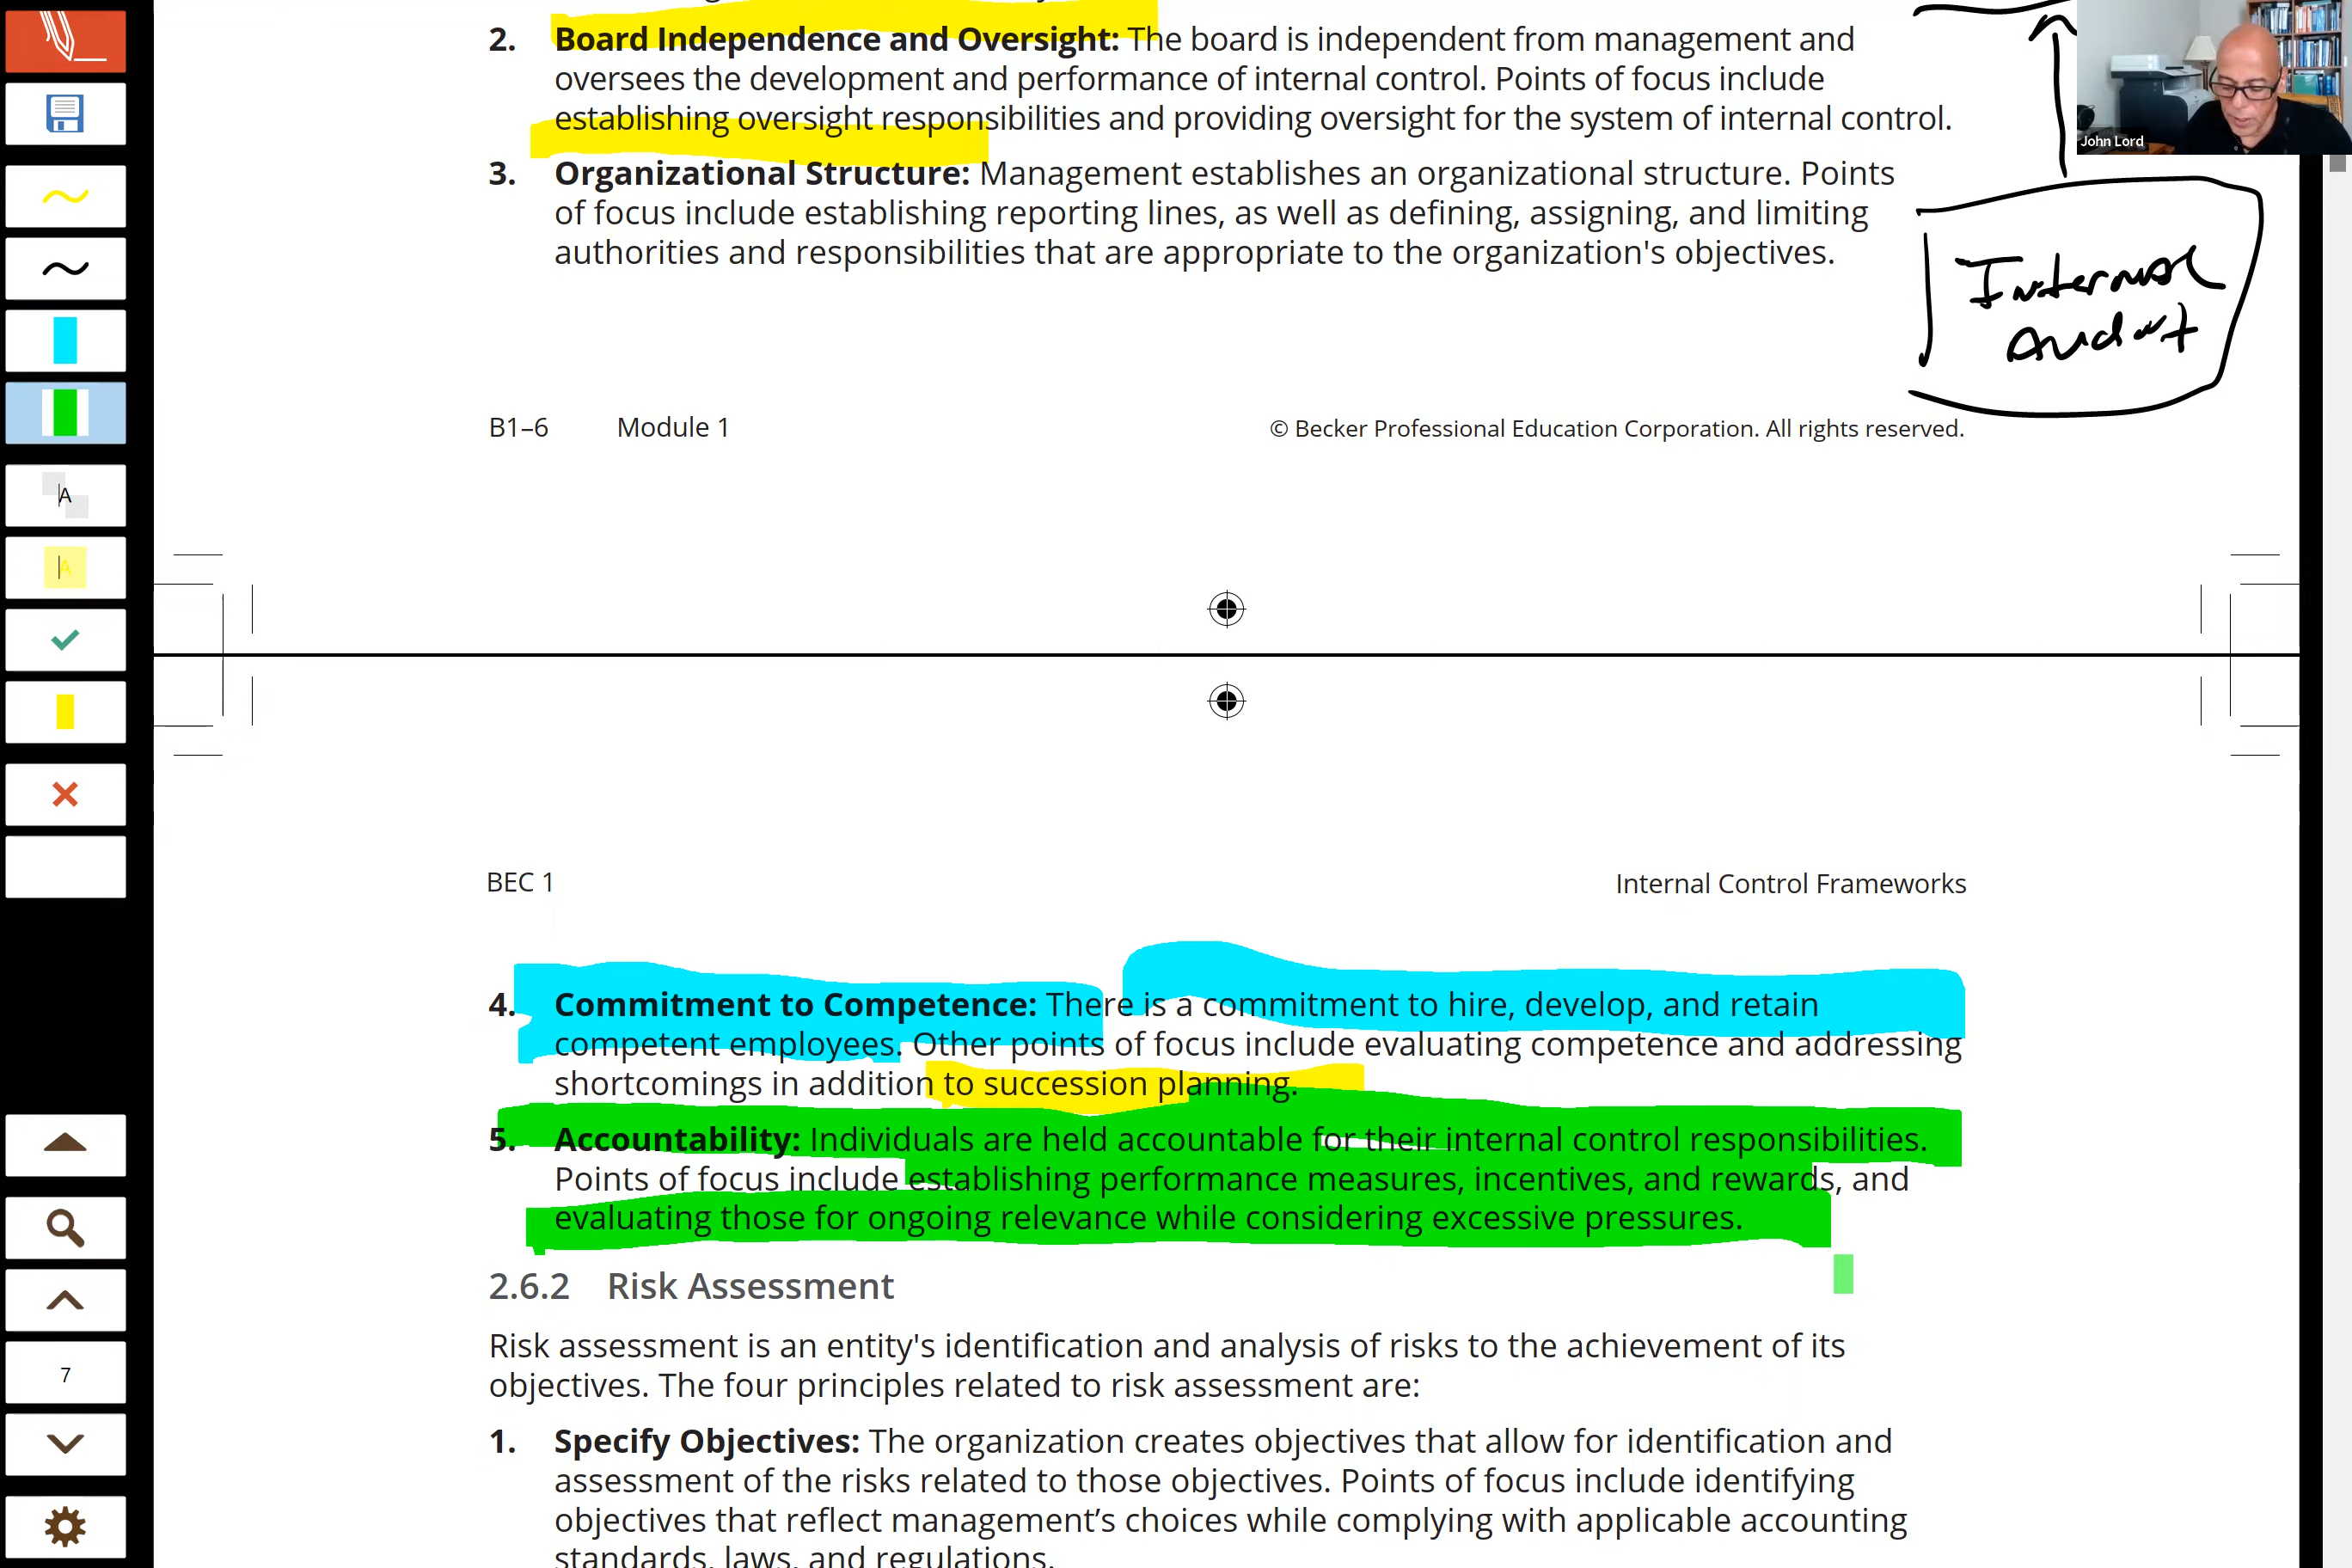 2. Board Independence and Oversight: The board is independent from management and
oversees the development and performance of internal control. Points of focus include
establishing oversight responsibilities and providing oversight for the system of internal control.
3. Organizational Structure: Management establishes an organizational structure. Points
of focus include establishing reporting lines, as well as defining, assigning, and limiting
authorities and responsibilities that are appropriate to the organization's objectives.
John Lord
Internal
Audit
B1–6 Module 1 © Becker Professional Education Corporation. All rights reserved.
A
A
BEC 1 Internal Control Frameworks
4. Commitment to Competence: There is a commitment to hire, develop, and retain
competent employees. Other points of focus include evaluating competence and addressing
shortcomings in addition to succession planning.
5. Accountability: Individuals are held accountable for their internal control responsibilities.
Points of focus include establishing performance measures, incentives, and rewards, and
evaluating those for ongoing relevance while considering excessive pressures.
2.6.2 Risk Assessment
Risk assessment is an entity's identification and analysis of risks to the achievement of its
objectives. The four principles related to risk assessment are:
1. Specify Objectives: The organization creates objectives that allow for identification and
assessment of the risks related to those objectives. Points of focus include identifying
objectives that reflect management’s choices while complying with applicable accounting
standards, laws, and regulations.
7